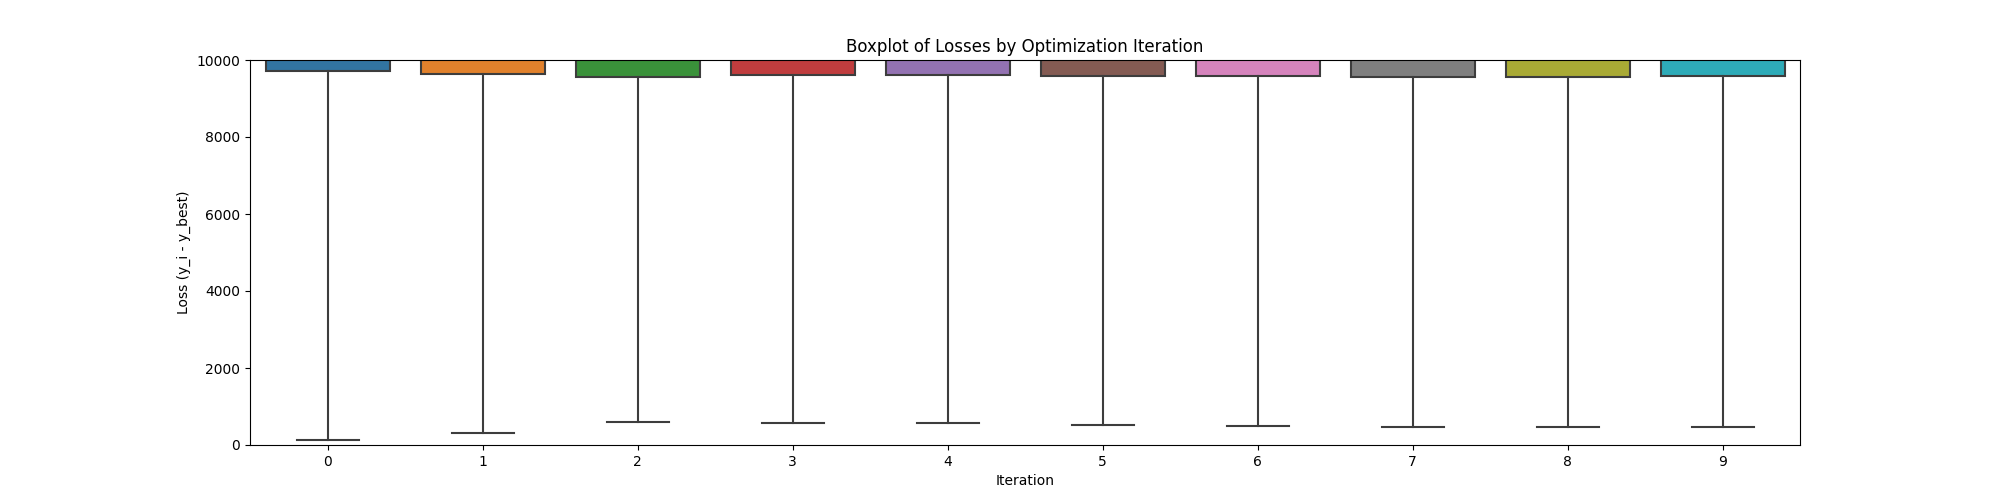 Boxplot of Losses by Optimization Iteration
10000
8000
6000
4000
2000
0
Loss (y_i - y_best)
0 1 2 3 4 5 6 7 8 9
Iteration